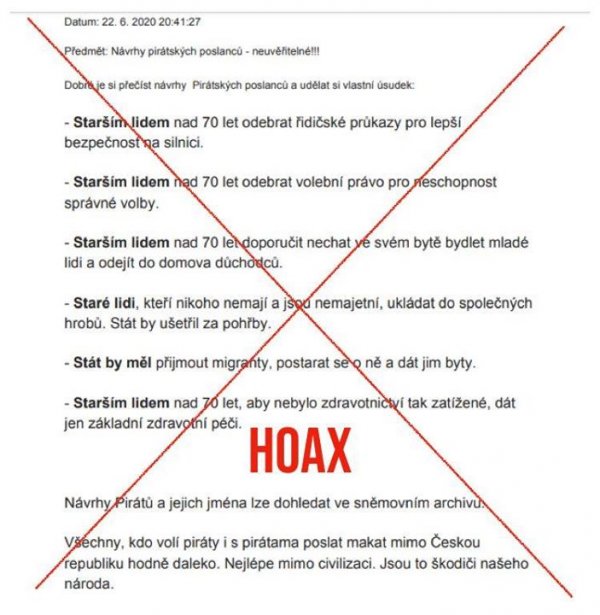 Datum: 22. 6. 2020 20:41:27
Předmět: Návrhy pirátských poslanců - neuvěřitelné!!!
Dobré je si přečíst návrhy Pirátských poslanců a udělat si vlastní úsudek:
- Starším lidem nad 70 let odebrat řidičské průkazy pro lepší
bezpečnost na silnici.
- Starším lidem nad 70 let odebrat volební právo pro neschopnost
správné volby.
- Starším lidem nad 70 let doporučit nechat ve svém bytě bydlet mladé
lidi a odejít do domova důchodců.
- Staré lidi, kteří nikoho nemají a jsou nemajetní, ukládat do společných
hrobů. Stát by ušetřil za pohřby.
- Stát by měl přijmout migranty, postarat se o ně a dát jim byty.
- Starším lidem nad 70 let, aby nebylo zdravotnictví tak zatížené, dát
jen základní zdravotní péči.
HOAX
Návrhy Pirátů a jejich jména lze dohledat ve sněmovním archivu.
Všechny, kdo volí piráty i s pirátama poslat makat mimo Českou
republiku hodně daleko. Nejlépe mimo civilizaci. Jsou to škodiči našeho
národa.